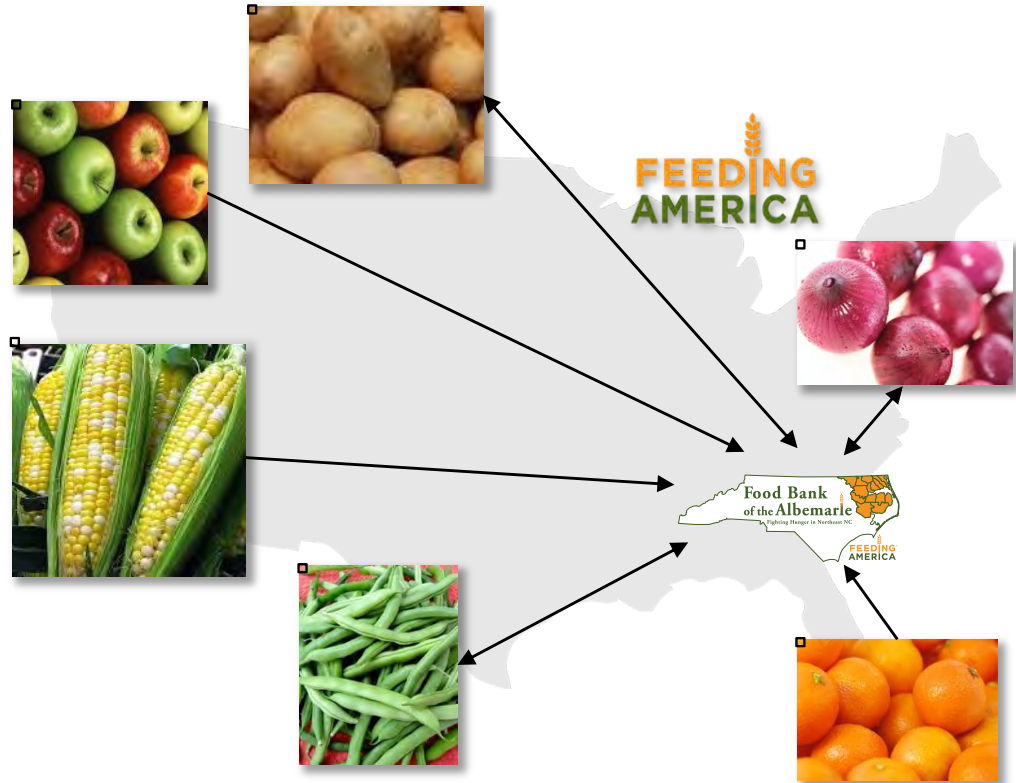 FEEDING
AMERICA
Food Bank
of the Albemarle
Fighting Hunger in Northeast NC
FEEDING
AMERICA